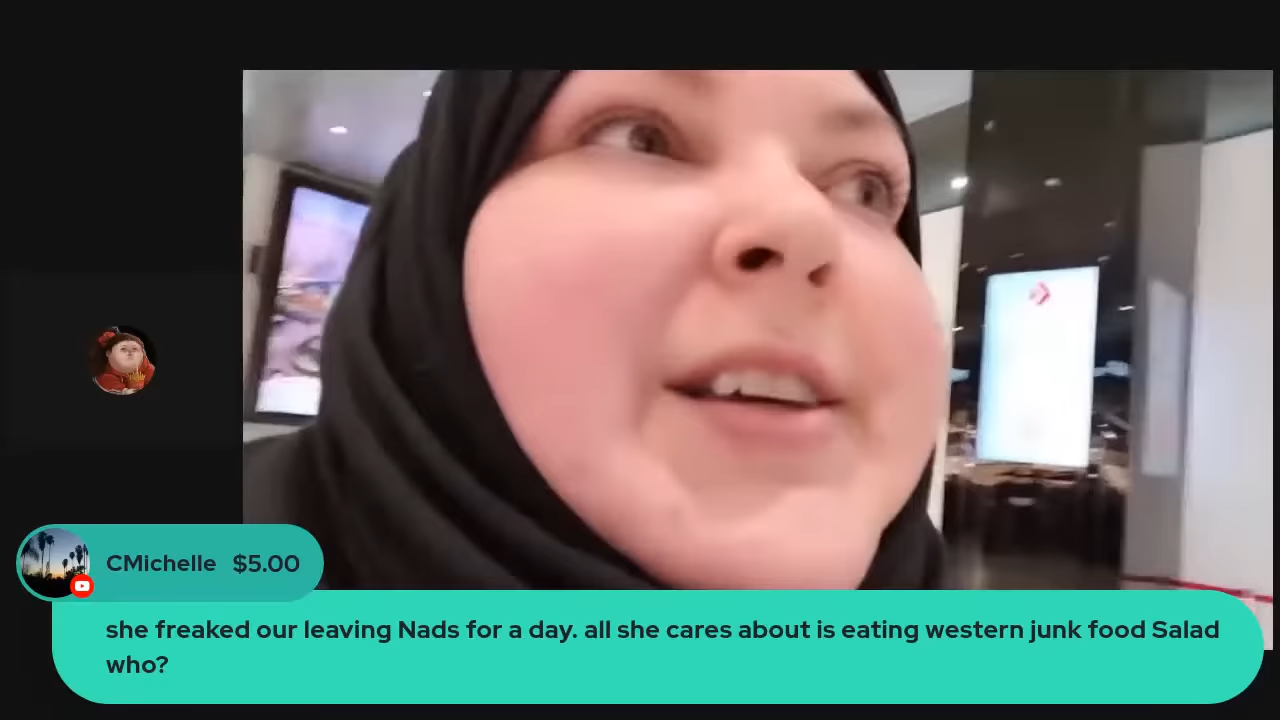 CMichelle $5.00
she freaked our leaving Nads for a day. all she cares about is eating western junk food Salad
who?